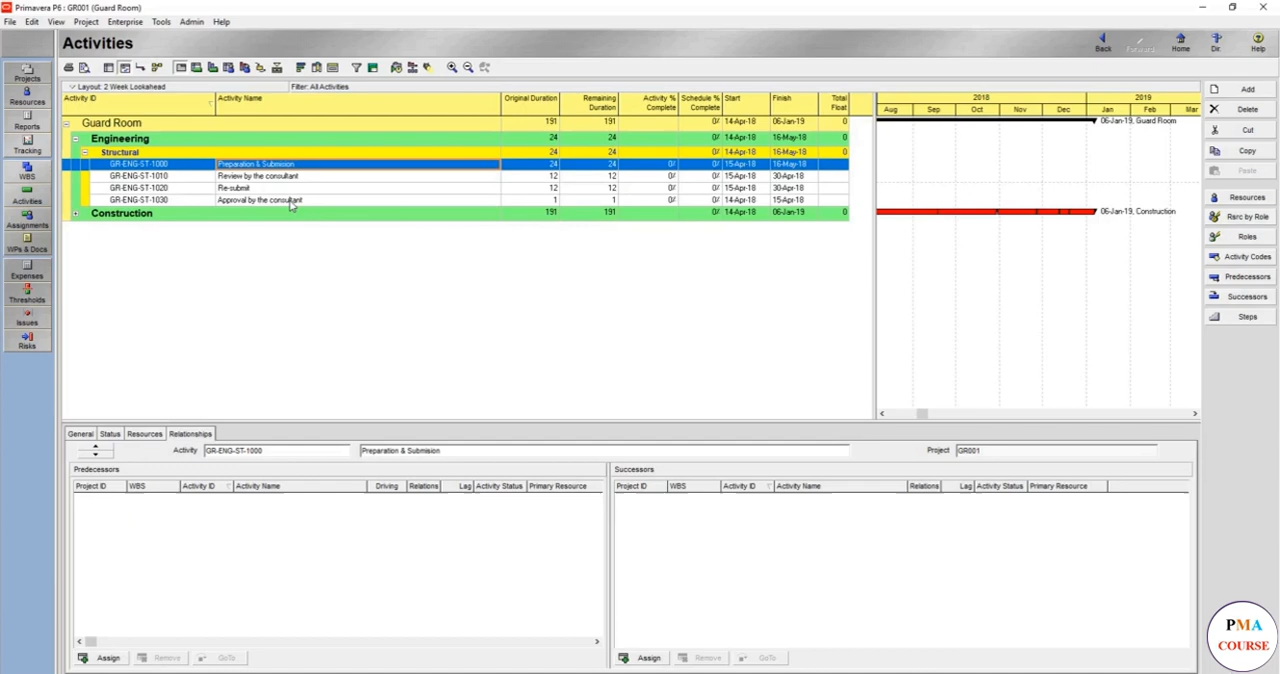 Primavera P6 : GR001 (Guard Room)
File Edit View Project Enterprise Tools Admin Help
Activities
Back Forward Home Dir. Help
Projects
Resources
Reports
Tracking
WBS
Activities
Assignments
WPs & Docs
Expenses
Thresholds
Issues
Risks
Layout: 2 Week Lookahead Filter: All Activities
Activity ID Activity Name Original Duration Remaining Duration Activity % Complete Schedule % Complete Start Finish Total Float
2018 2019
Aug Sep Oct Nov Dec Jan Feb Mar
Guard Room 191 191 0/ 14-Apr-18 06-Jan-19 0 06-Jan-19, Guard Room
Engineering 24 24 0/ 14-Apr-18 16-May-18 0
Structural 24 24 0/ 14-Apr-18 16-May-18 0
GR-ENG-ST-1000 Preparation & Submision 24 24 0/ 0/ 15-Apr-18 16-May-18 0
GR-ENG-ST-1010 Review by the consultant 12 12 0/ 0/ 14-Apr-18 30-Apr-18 0
GR-ENG-ST-1020 Re-submit 12 12 0/ 0/ 14-Apr-18 30-Apr-18 0
GR-ENG-ST-1030 Approval by the consultant 1 1 0/ 0/ 14-Apr-18 15-Apr-18 0
Construction 191 191 0/ 14-Apr-18 06-Jan-19 0 06-Jan-19, Construction
Add
Delete
Cut
Copy
Paste
Resources
Rsrc by Role
Roles
Activity Codes
Predecessors
Successors
Steps
General Status Resources Relationships
Activity GR-ENG-ST-1000 Preparation & Submision Project GR001
Predecessors
Project ID WBS Activity ID Activity Name Driving Relations Lag Activity Status Primary Resource
Assign Remove GoTo
Successors
Project ID WBS Activity ID Activity Name Relations Lag Activity Status Primary Resource
Assign Remove GoTo
PMA
COURSE